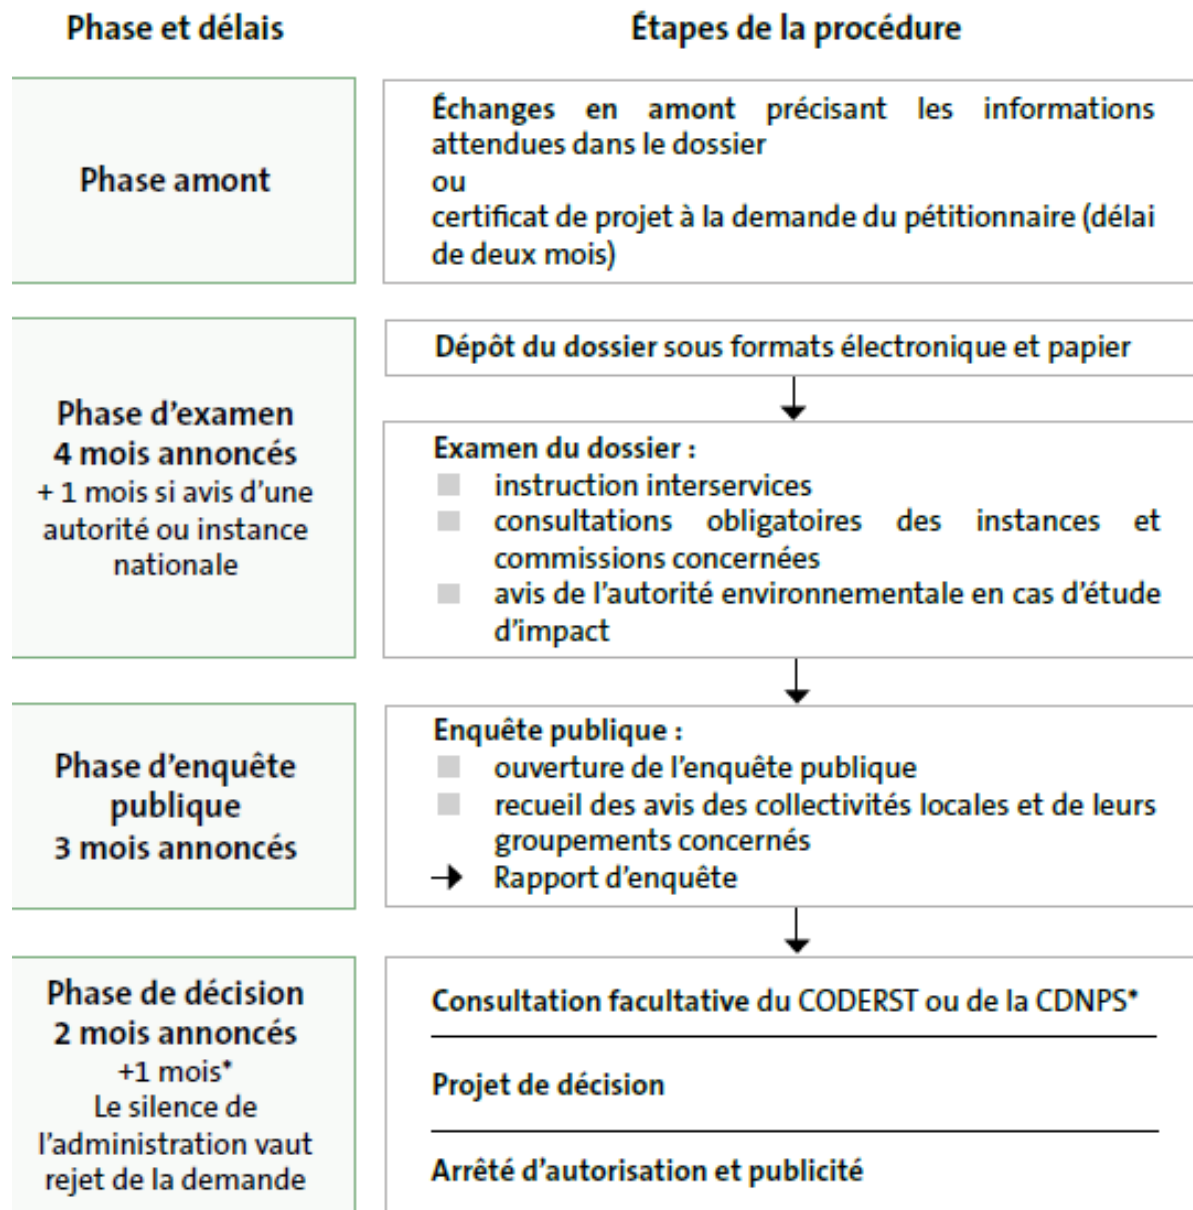 Phase et délais
Étapes de la procédure
Phase amont
Échanges en amont précisant les informations
attendues dans le dossier
ou
certificat de projet à la demande du pétitionnaire (délai
de deux mois)
Phase d’examen
4 mois annoncés
+ 1 mois si avis d’une
autorité ou instance
nationale
Dépôt du dossier sous formats électronique et papier
Examen du dossier :
instruction interservices
consultations obligatoires des instances et
commissions concernées
avis de l’autorité environnementale en cas d’étude
d’impact
Phase d’enquête
publique
3 mois annoncés
Enquête publique :
ouverture de l’enquête publique
recueil des avis des collectivités locales et de leurs
groupements concernés
Rapport d’enquête
Phase de décision
2 mois annoncés
+1 mois*
Le silence de
l’administration vaut
rejet de la demande
Consultation facultative du CODERST ou de la CDNPS*
Projet de décision
Arrêté d’autorisation et publicité